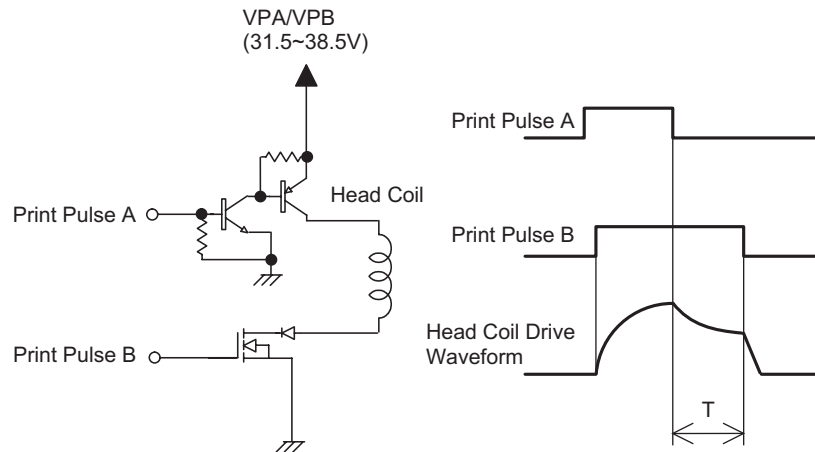 VPA/VPB
(31.5~38.5V)
Print Pulse A
Head Coil
Print Pulse A
Print Pulse B
Print Pulse B
Head Coil Drive
Waveform
T